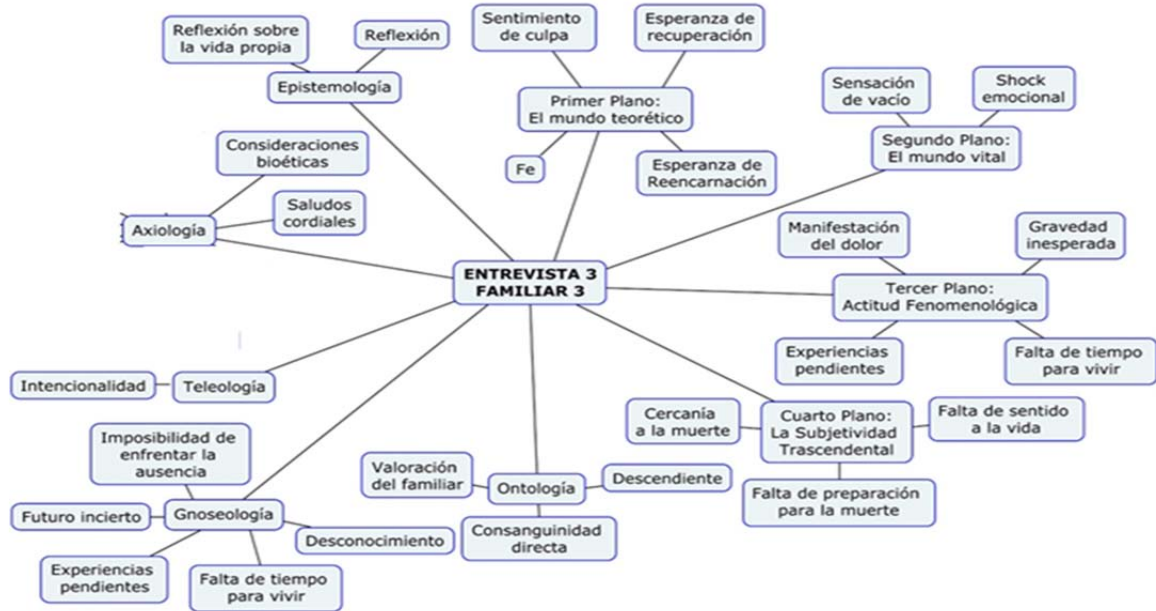 Reflexión sobre
la vida propia
Reflexión
Epistemología
Sentimiento
de culpa
Esperanza de
recuperación
Primer Plano:
El mundo teorético
Fe
Esperanza de
Reencarnación
Sensación
de vacío
Shock
emocional
Segundo Plano:
El mundo vital
Consideraciones
bioéticas
Saludos
cordiales
Axiología
ENTREVISTA 3
FAMILIAR 3
Manifestación
del dolor
Gravedad
inesperada
Tercer Plano:
Actitud Fenomenológica
Experiencias
pendientes
Falta de tiempo
para vivir
Intencionalidad
Teleología
Cercanía
a la muerte
Cuarto Plano:
La Subjetividad
Trascendental
Falta de sentido
a la vida
Falta de preparación
para la muerte
Imposibilidad de
enfrentar la
ausencia
Futuro incierto
Gnoseología
Desconocimiento
Experiencias
pendientes
Falta de tiempo
para vivir
Valoración
del familiar
Ontología
Descendiente
Consanguinidad
directa